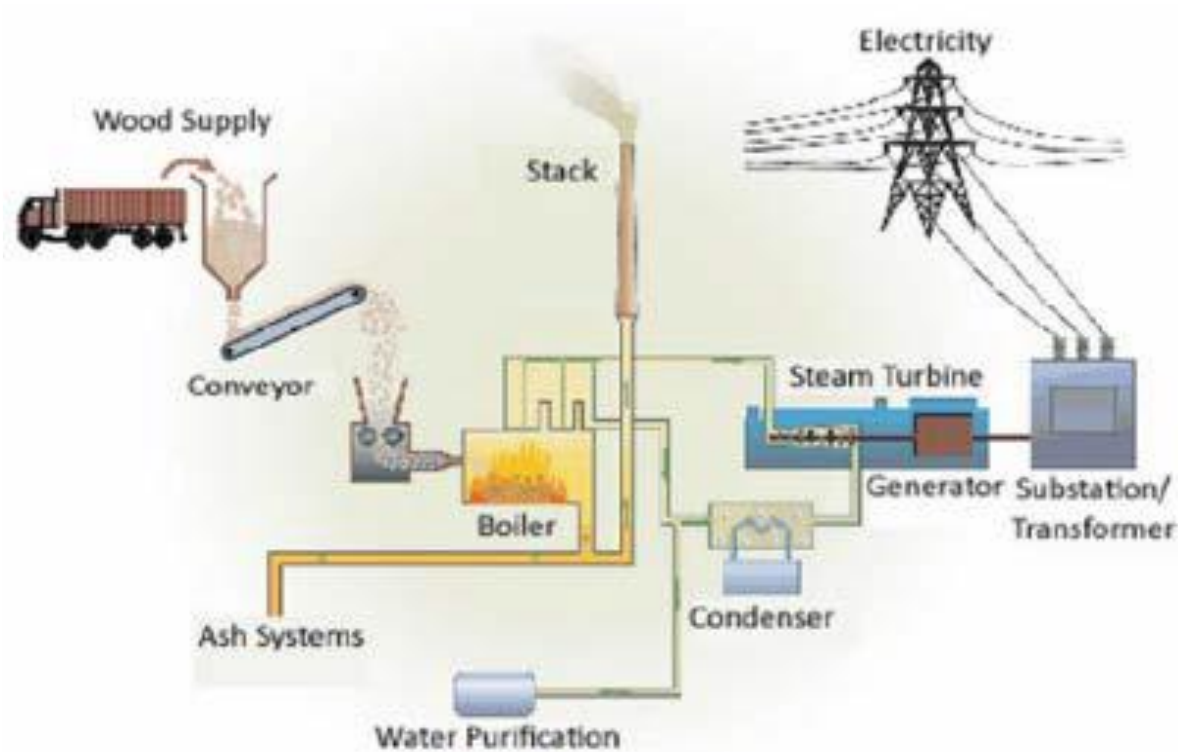 Electricity
Wood Supply
Stack
Conveyor
Steam Turbine
Boiler
Generator
Substation/
Transformer
Condenser
Ash Systems
Water Purification